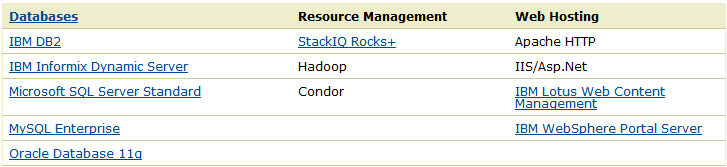 Databases Resource Management Web Hosting
IBM DB2 StackIQ Rocks+ Apache HTTP
IBM Informix Dynamic Server Hadoop IIS/Asp.Net
Microsoft SQL Server Standard Condor IBM Lotus Web Content
Management
MySQL Enterprise IBM WebSphere Portal Server
Oracle Database 11g